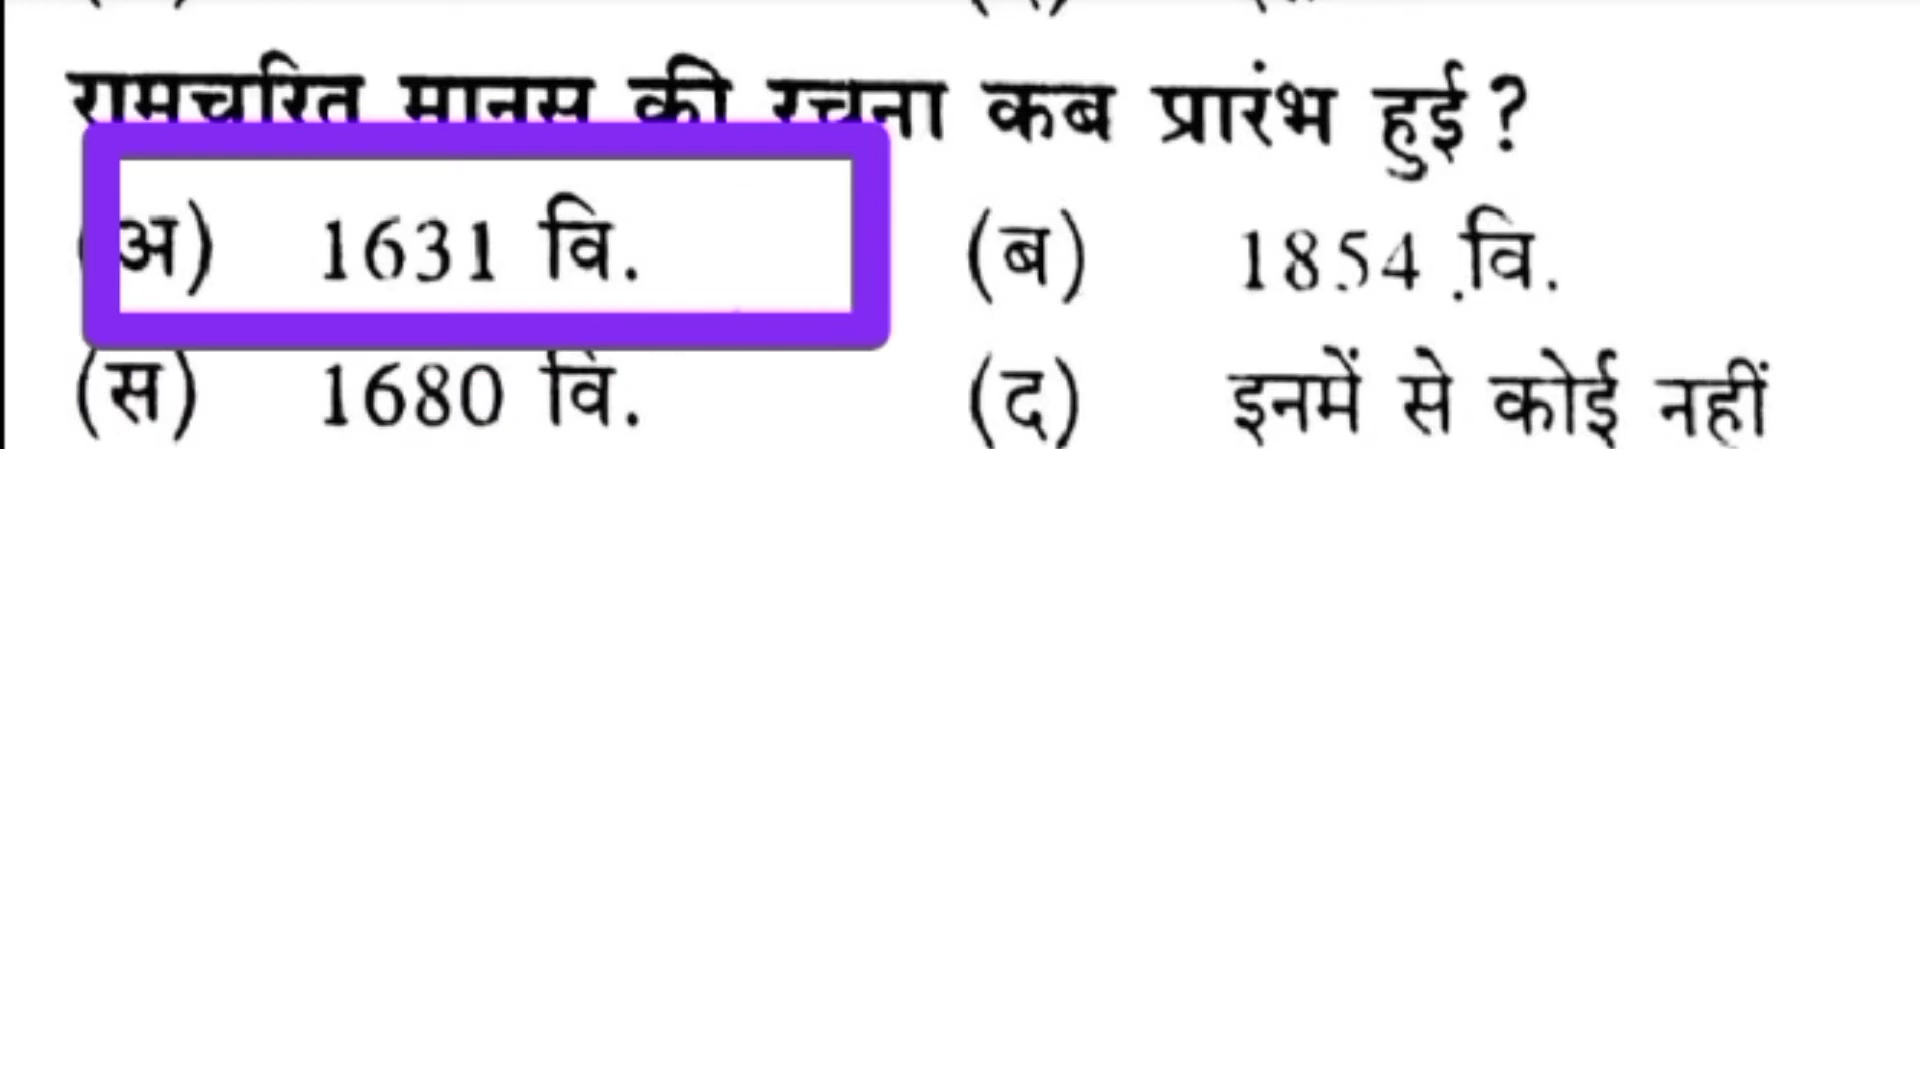 रामचरित मानस की रचना कब प्रारंभ हुई?
(अ) 1631 वि. (ब) 1854 वि.
(स) 1680 वि. (द) इनमें से कोई नहीं